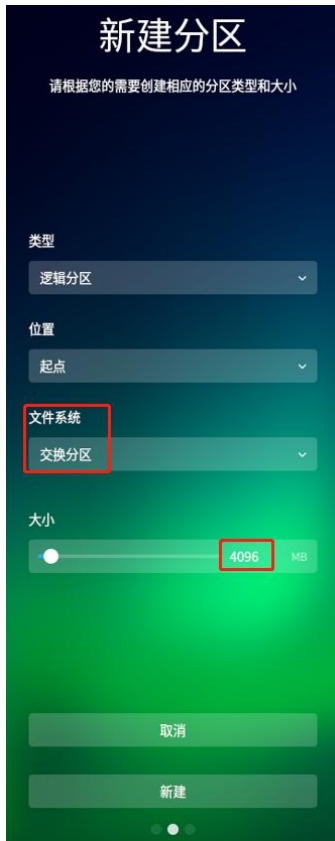 新建分区
请根据您的需要创建相应的分区类型和大小
类型
逻辑分区
位置
起点
文件系统
交换分区
大小
4096 MB
取消
新建